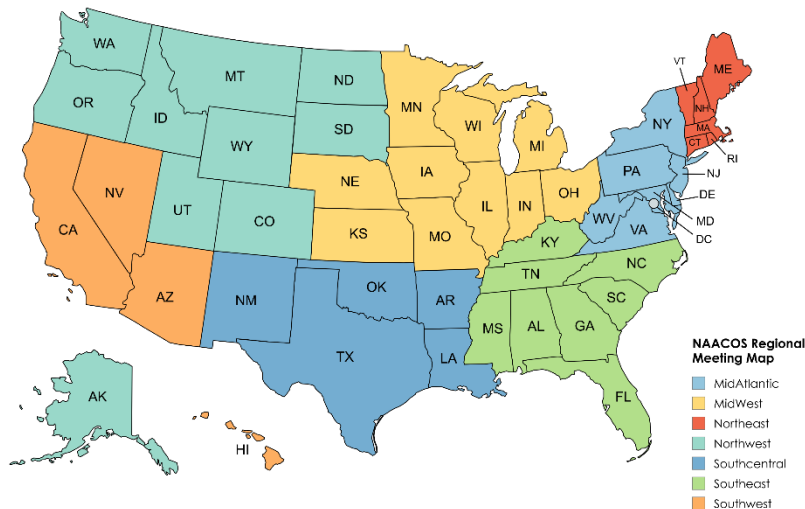 WA
MT
ND
MN
VT
ME
OR
ID
SD
WI
NY
NH
MA
WY
MI
CT
RI
IA
PA
NJ
NE
OH
NV
IL
IN
DE
UT
CO
WV
MD
CA
KS
MO
VA
DC
KY
NC
TN
OK
AZ
NM
AR
SC
MS
AL
GA
TX
LA
NAACOS Regional
Meeting Map
MidAtlantic
AK
FL
MidWest
Northeast
Northwest
HI
Southcentral
Southeast
Southwest